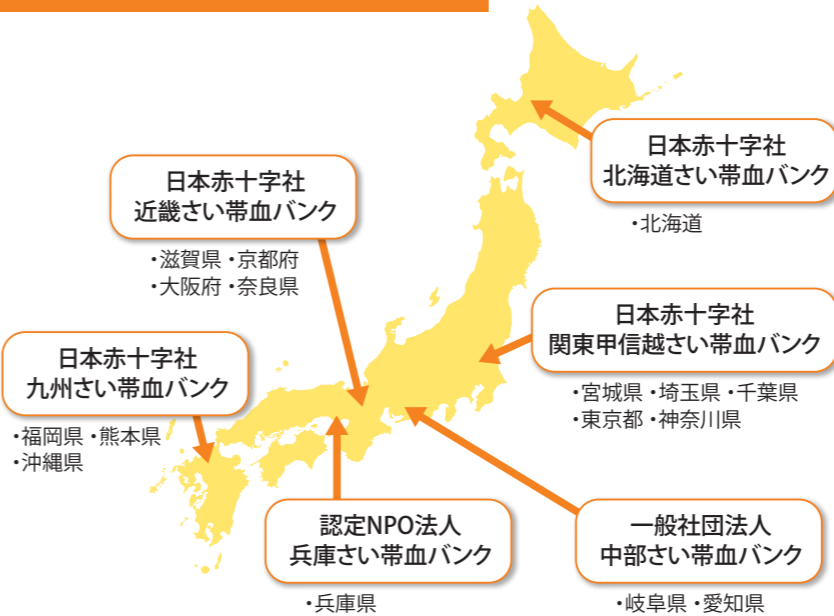 日本赤十字社
北海道さい帯血バンク
・北海道
日本赤十字社
近畿さい帯血バンク
・滋賀県・京都府
・大阪府・奈良県
日本赤十字社
関東甲信越さい帯血バンク
・宮城県・埼玉県・千葉県
・東京都・神奈川県
日本赤十字社
九州さい帯血バンク
・福岡県・熊本県
・沖縄県
認定NPO法人
兵庫さい帯血バンク
・兵庫県
一般社団法人
中部さい帯血バンク
・岐阜県・愛知県